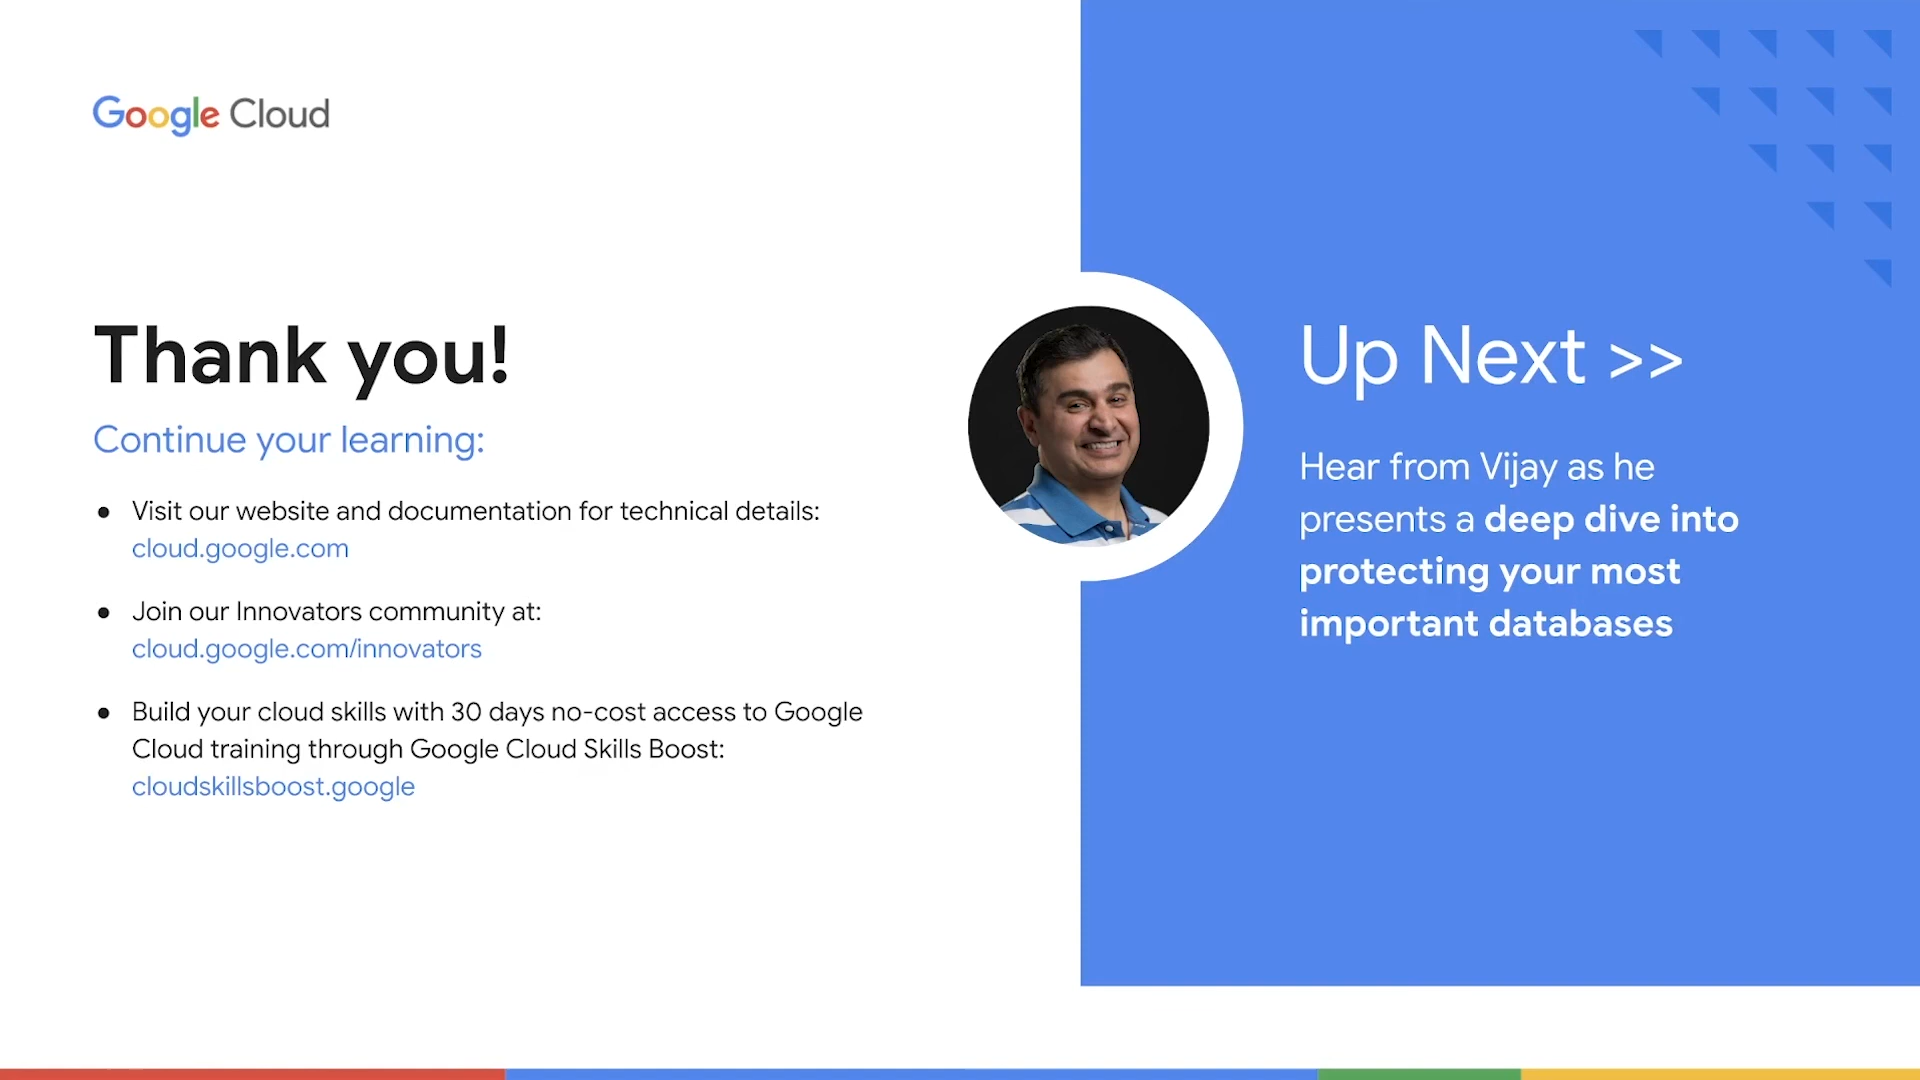 Google Cloud
Thank you!
Continue your learning:
● Visit our website and documentation for technical details:
cloud.google.com
● Join our Innovators community at:
cloud.google.com/innovators
● Build your cloud skills with 30 days no-cost access to Google
Cloud training through Google Cloud Skills Boost:
cloudskillsboost.google
Up Next >>
Hear from Vijay as he
presents a deep dive into
protecting your most
important databases